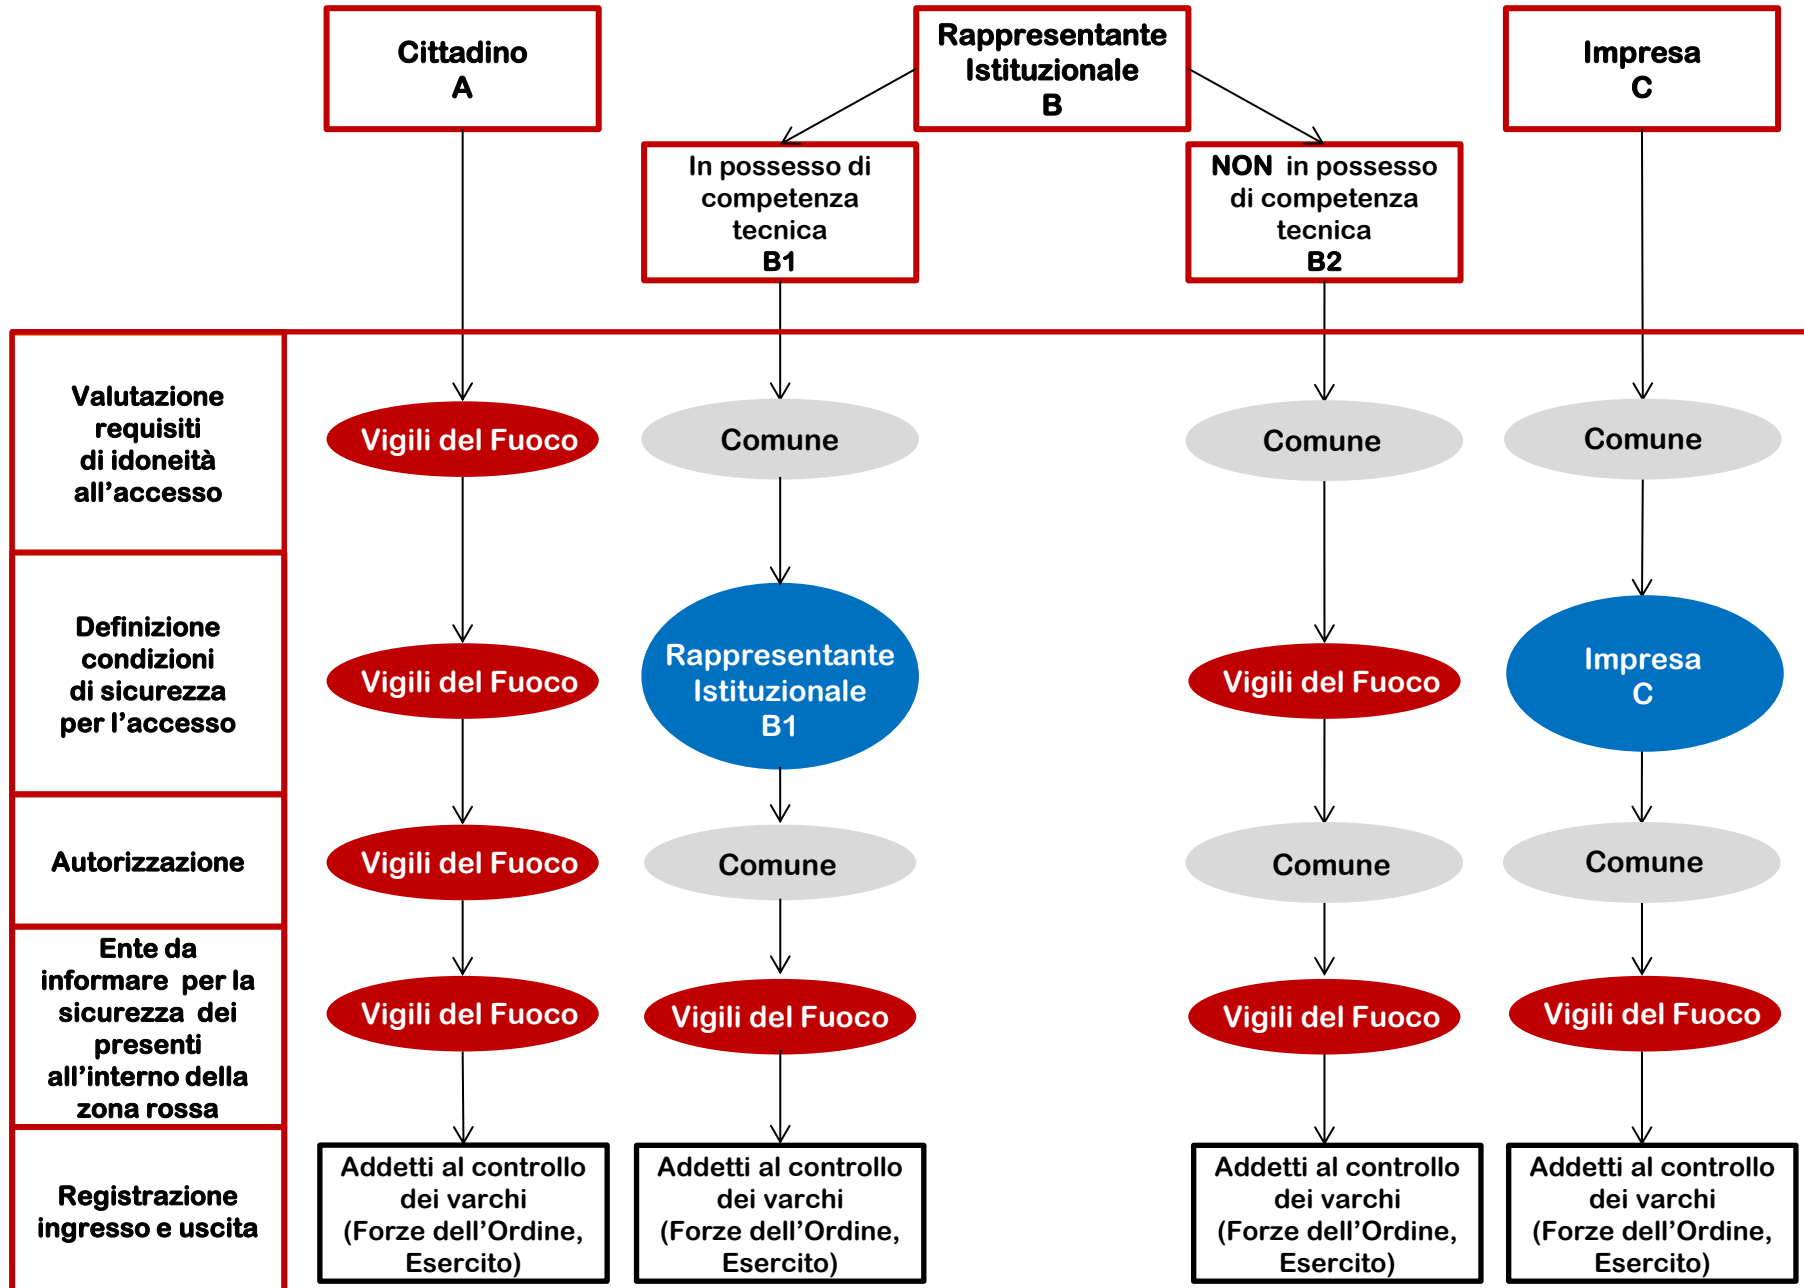 Cittadino
A
Rappresentante
Istituzionale
B
Impresa
C
In possesso di
competenza
tecnica
B1
NON in possesso
di competenza
tecnica
B2
Valutazione
requisiti
di idoneità
all’accesso
Vigili del Fuoco
Comune
Comune
Comune
Definizione
condizioni
di sicurezza
per l’accesso
Vigili del Fuoco
Rappresentante
Istituzionale
B1
Vigili del Fuoco
Impresa
C
Autorizzazione
Vigili del Fuoco
Comune
Comune
Comune
Ente da
informare per la
sicurezza dei
presenti
all’interno della
zona rossa
Vigili del Fuoco
Vigili del Fuoco
Vigili del Fuoco
Vigili del Fuoco
Registrazione
ingresso e uscita
Addetti al controllo
dei varchi
(Forze dell’Ordine,
Esercito)
Addetti al controllo
dei varchi
(Forze dell’Ordine,
Esercito)
Addetti al controllo
dei varchi
(Forze dell’Ordine,
Esercito)
Addetti al controllo
dei varchi
(Forze dell’Ordine,
Esercito)